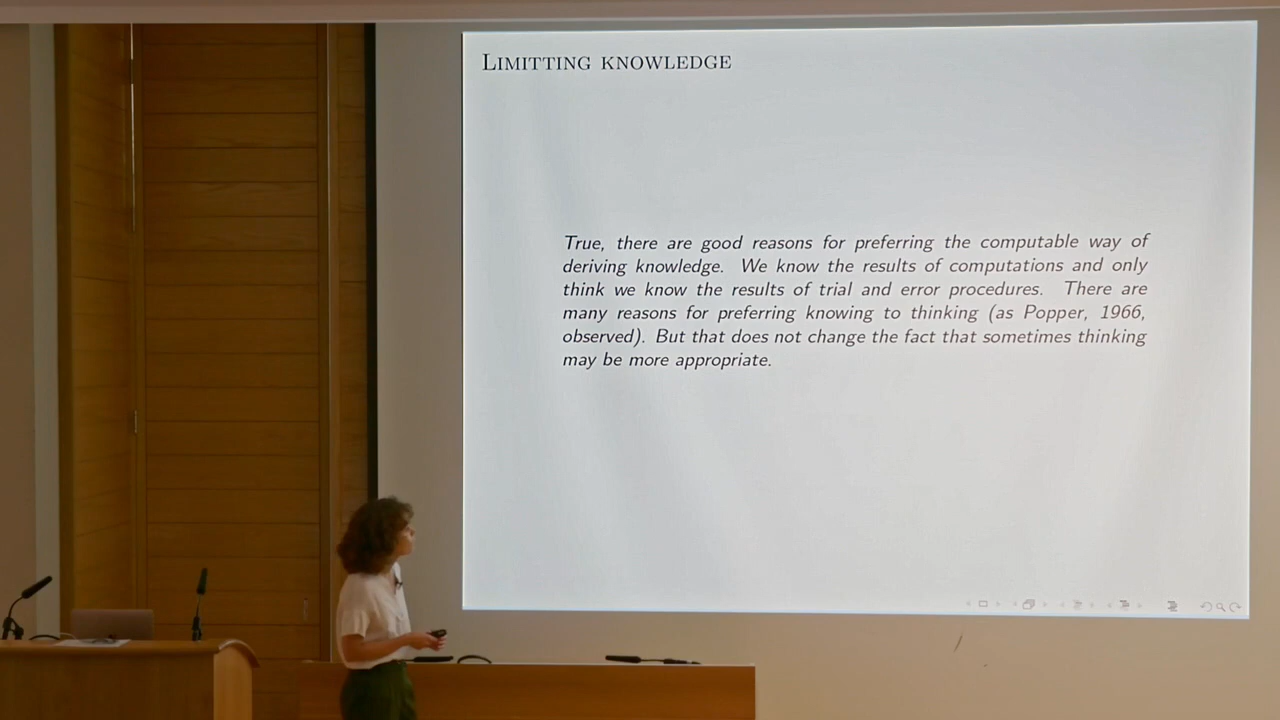 LIMITTING KNOWLEDGE
True, there are good reasons for preferring the computable way of
deriving knowledge. We know the results of computations and only
think we know the results of trial and error procedures. There are
many reasons for preferring knowing to thinking (as Popper, 1966,
observed). But that does not change the fact that sometimes thinking
may be more appropriate.